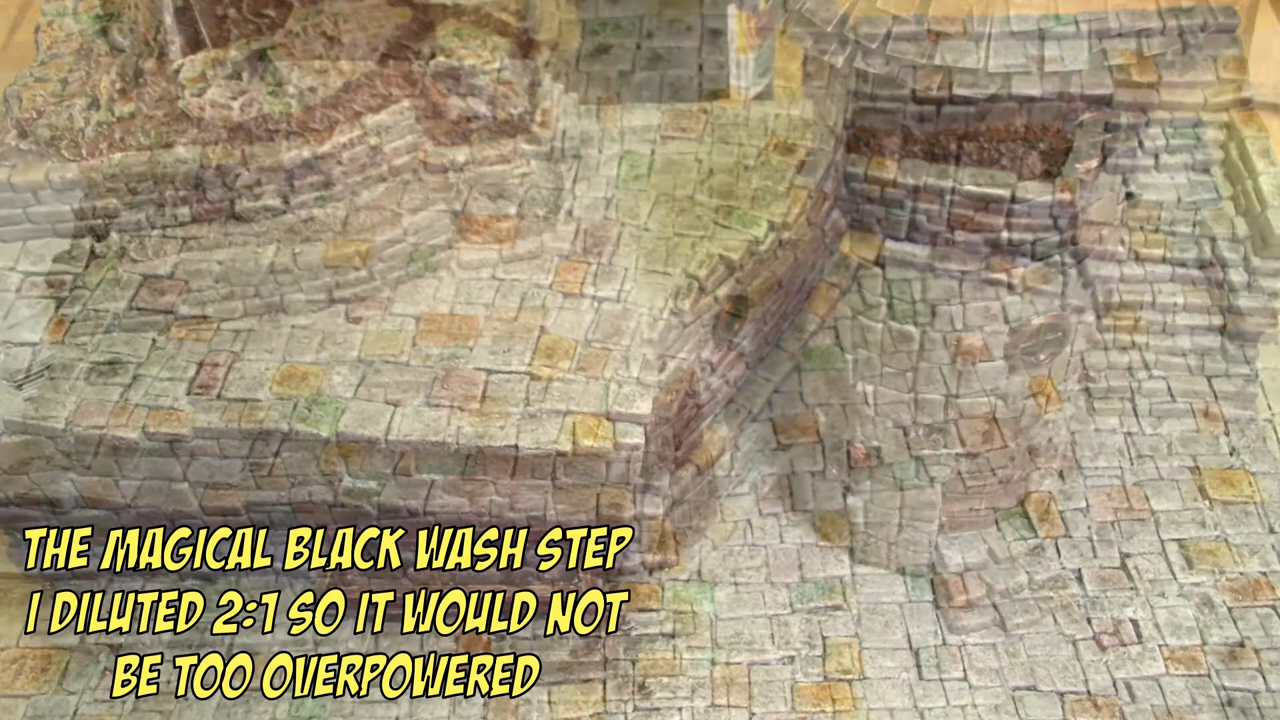 THE MAGICAL BLACK WASH STEP
I DILUTED 2:1 SO IT WOULD NOT
BE TOO OVERPOWERED